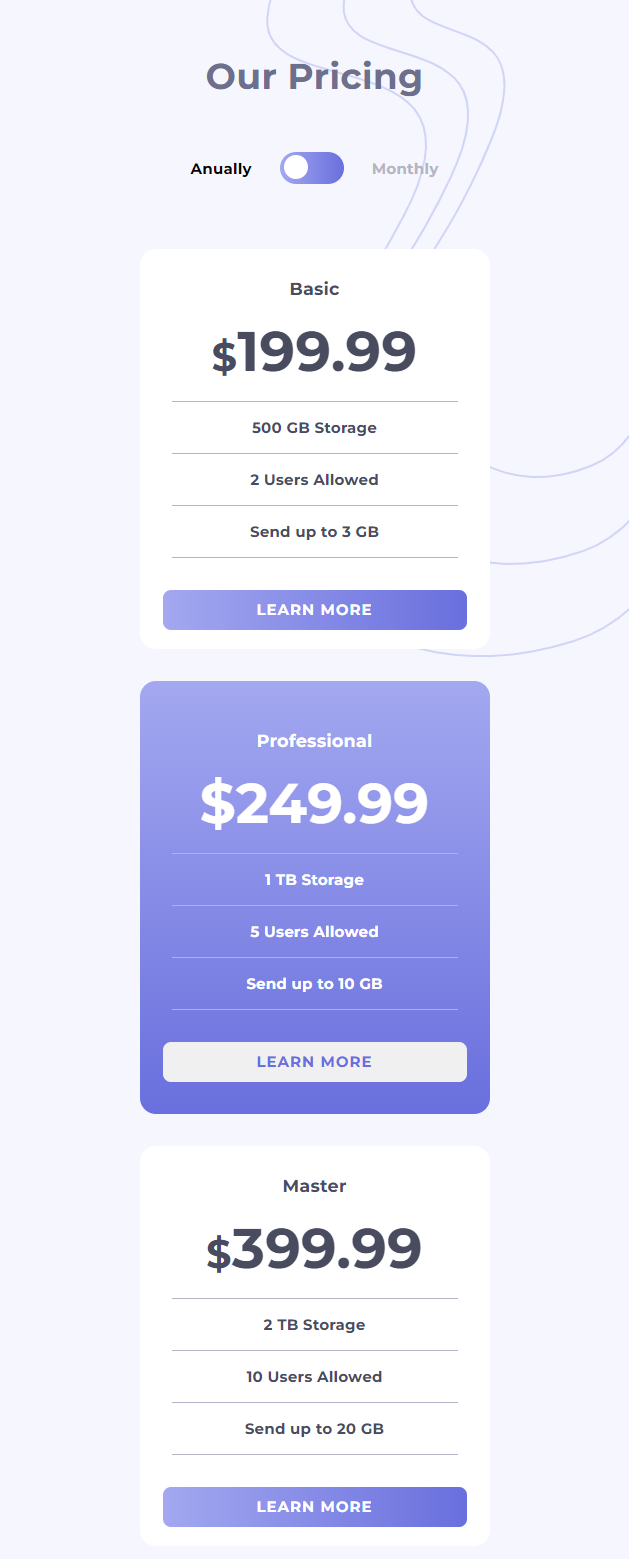 Our Pricing
Anually
Monthly
Basic
$199.99
500 GB Storage
2 Users Allowed
Send up to 3 GB
LEARN MORE
Professional
$249.99
1 TB Storage
5 Users Allowed
Send up to 10 GB
LEARN MORE
Master
$399.99
2 TB Storage
10 Users Allowed
Send up to 20 GB
LEARN MORE